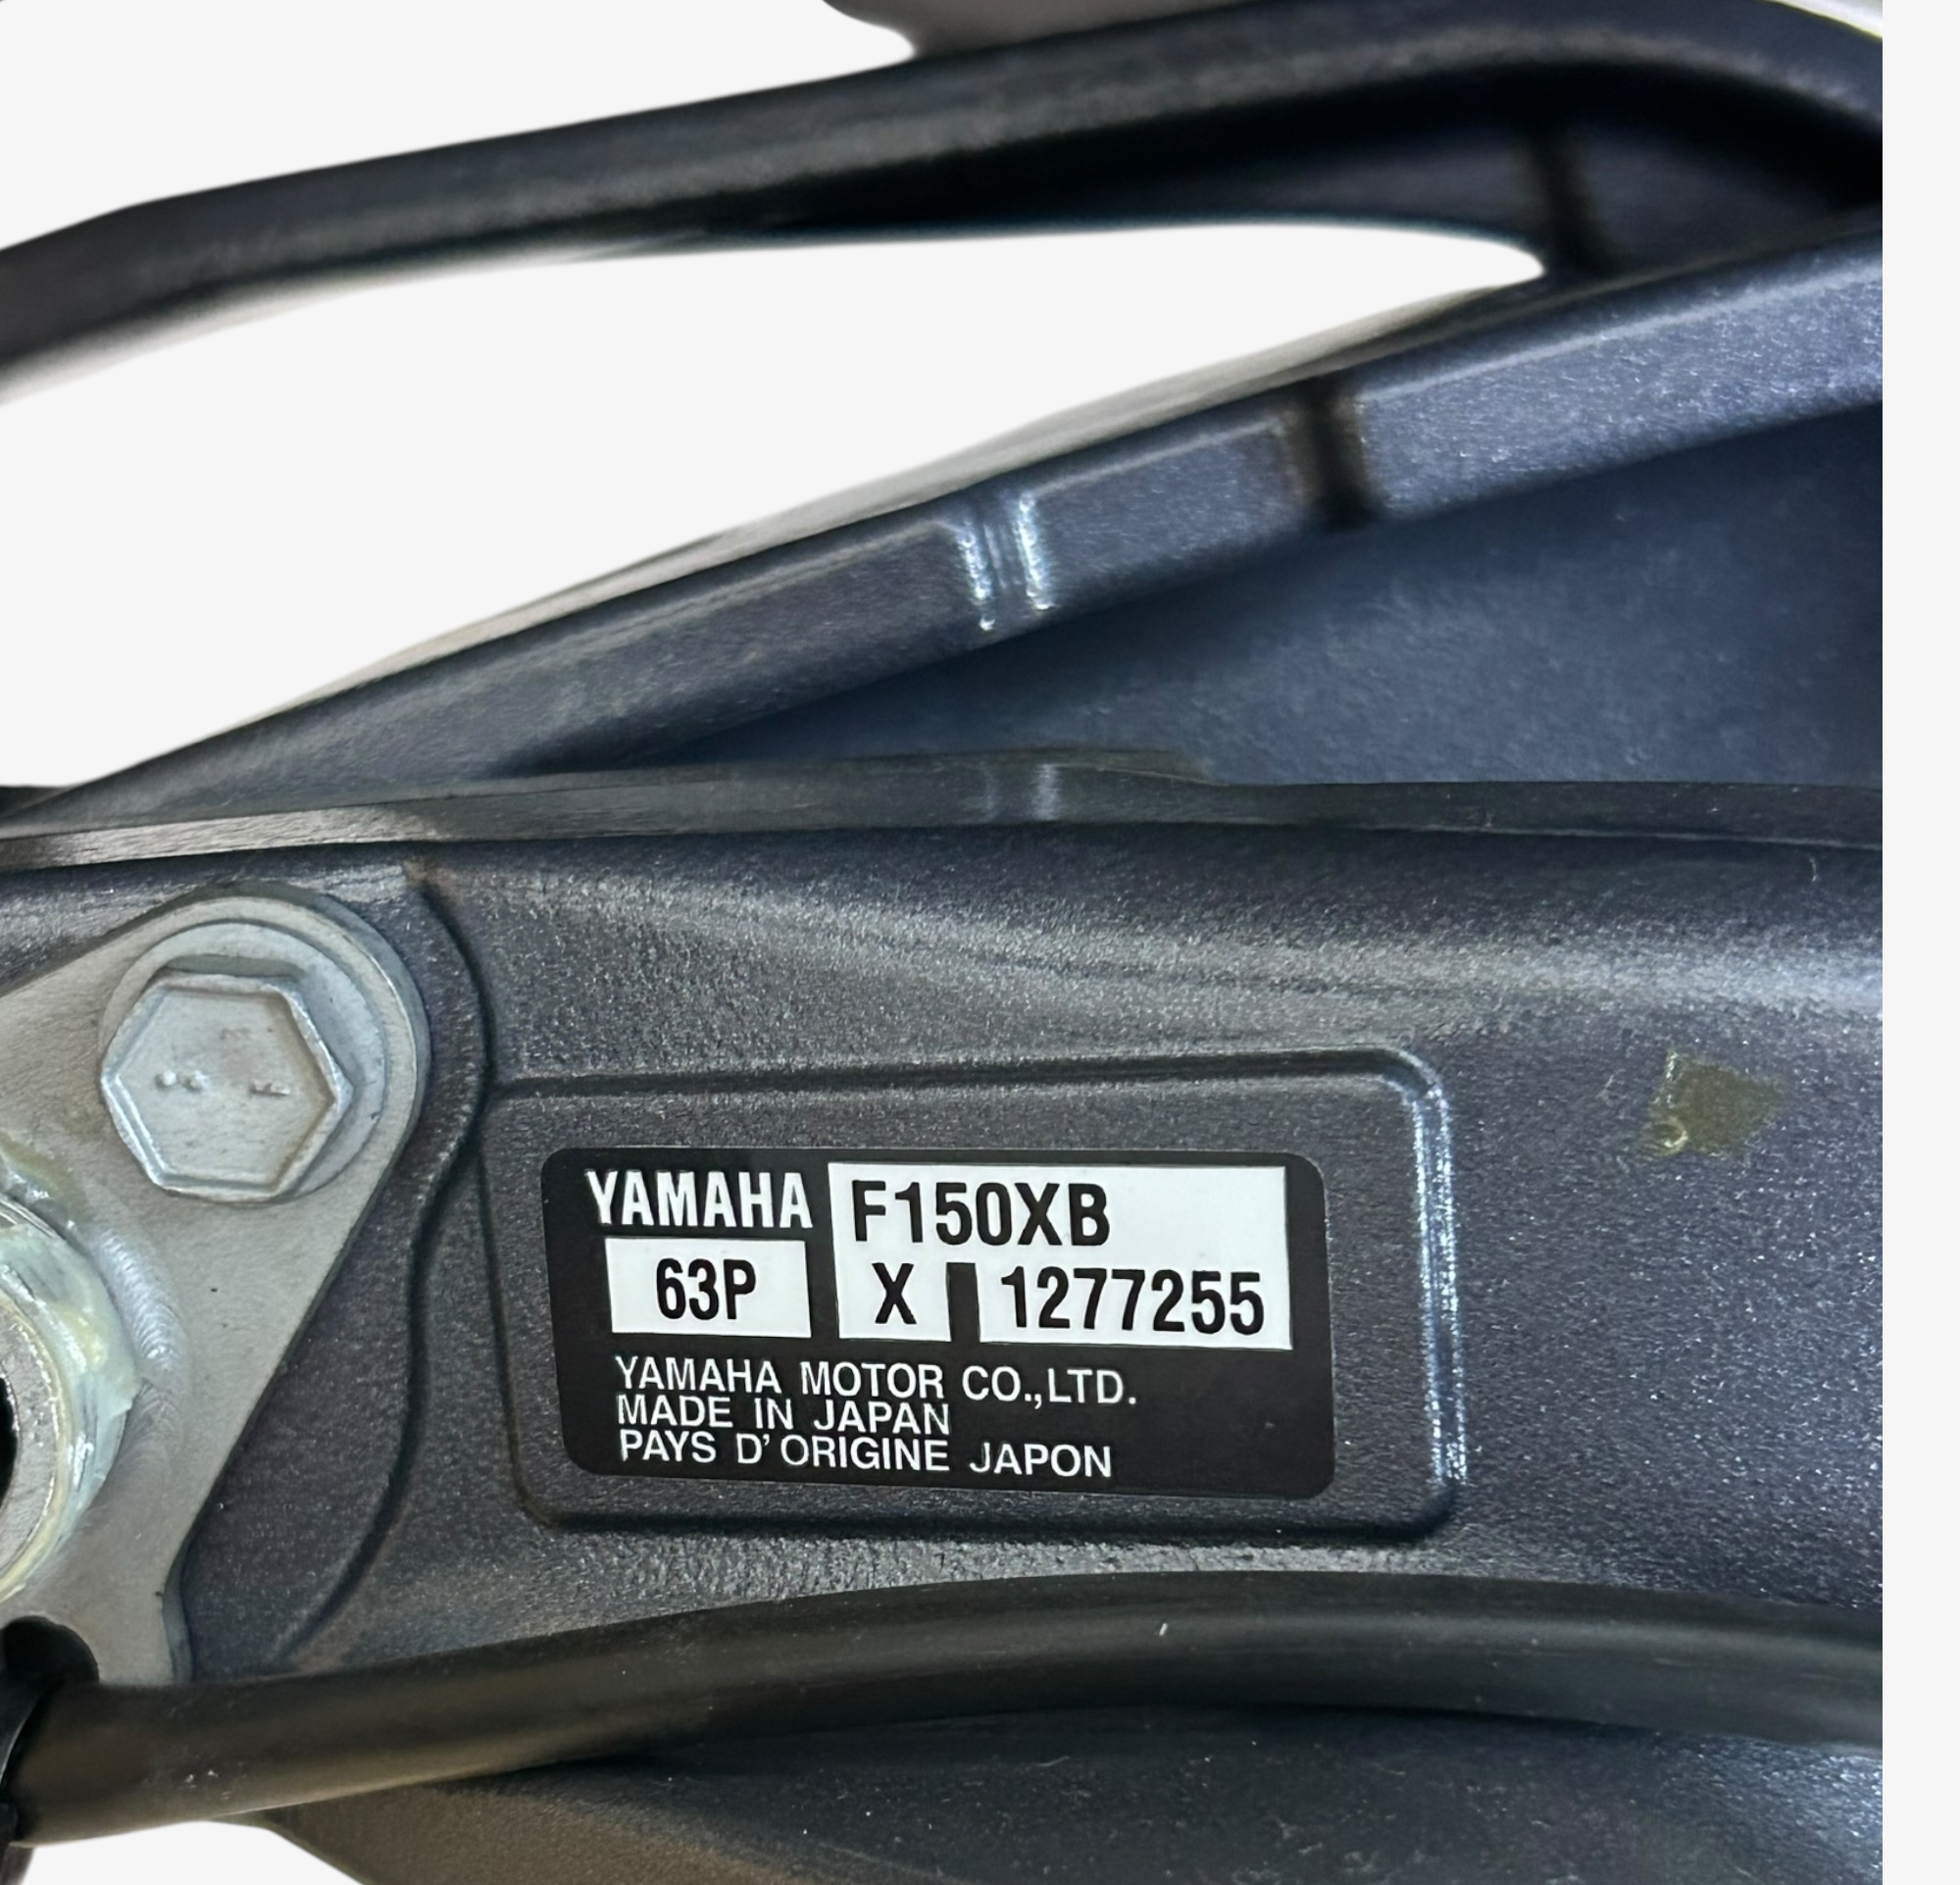 YAMAHA F150XB
63P X 1277255
YAMAHA MOTOR CO.,LTD.
MADE IN JAPAN
PAYS D'ORIGINE JAPON